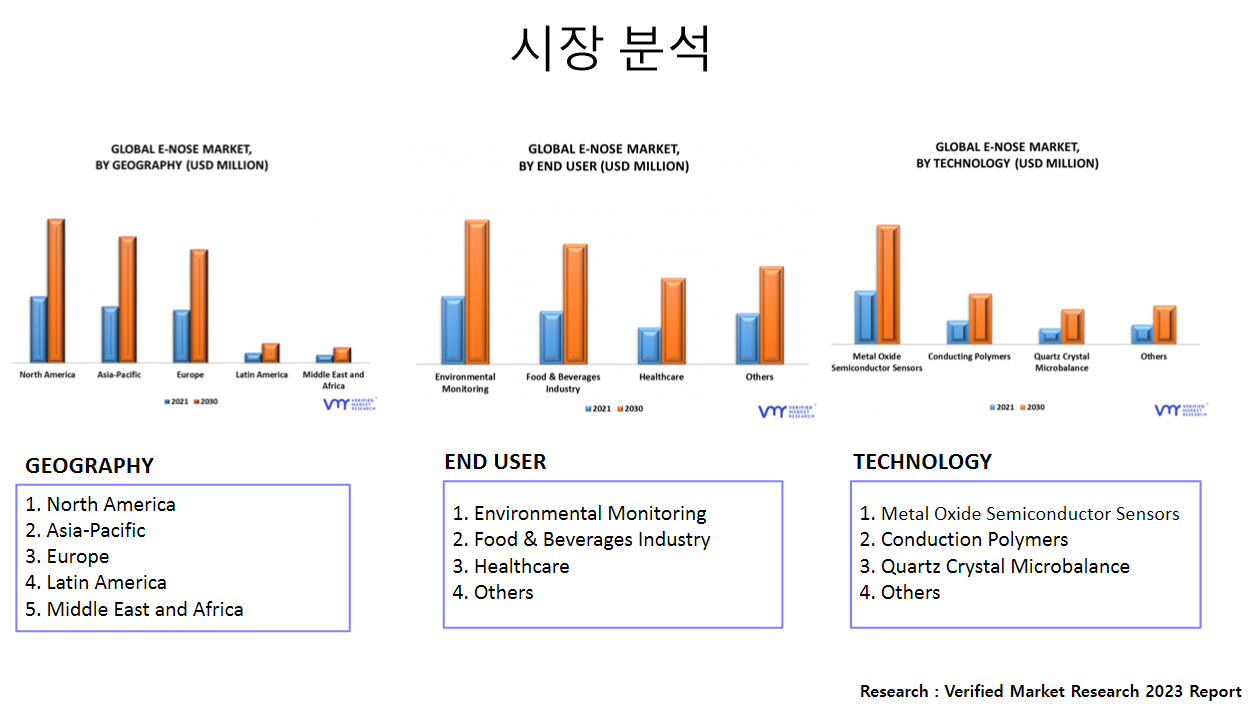 시장 분석
GLOBAL E-NOSE MARKET,
BY GEOGRAPHY (USD MILLION)
North America
Asia-Pacific
Europe
Latin America
Middle East and
Africa
2021 2030
VERIFIED
MARKET
RESEARCH
GLOBAL E-NOSE MARKET,
BY END USER (USD MILLION)
Environmental
Monitoring
Food & Beverages
Industry
Healthcare
Others
2021 2030
VERIFIED
MARKET
RESEARCH
GLOBAL E-NOSE MARKET,
BY TECHNOLOGY (USD MILLION)
Metal Oxide
Semiconductor Sensors
Conducting Polymers
Quartz Crystal
Microbalance
Others
2021 2030
VERIFIED
MARKET
RESEARCH
GEOGRAPHY
1. North America
2. Asia-Pacific
3. Europe
4. Latin America
5. Middle East and Africa
END USER
1. Environmental Monitoring
2. Food & Beverages Industry
3. Healthcare
4. Others
TECHNOLOGY
1. Metal Oxide Semiconductor Sensors
2. Conduction Polymers
3. Quartz Crystal Microbalance
4. Others
Research : Verified Market Research 2023 Report